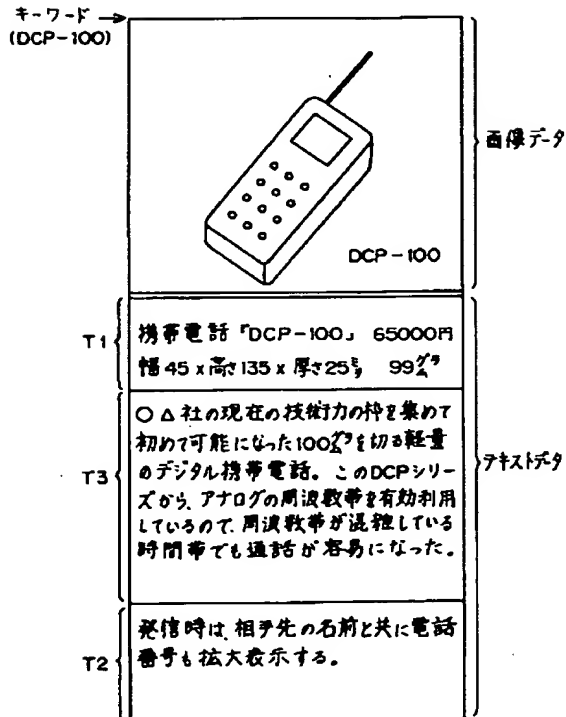 キーワード
(DCP-100)
画像データ
DCP-100
T1
携帯電話「DCP-100」 65000円
幅45×高さ135×厚さ25ミリ 99グラム
T3
○△社の現在の技術力の枠を集めて
初めて可能になった100グラムを切る軽量
のデジタル携帯電話。このDCPシリー
ズから、アナログの周波数帯を有効利用
しているので、周波数帯が混雑している
時間帯でも通話が容易になった。
テキストデータ
T2
発信時は、相手先の名前と共に電話
番号も拡大表示する。